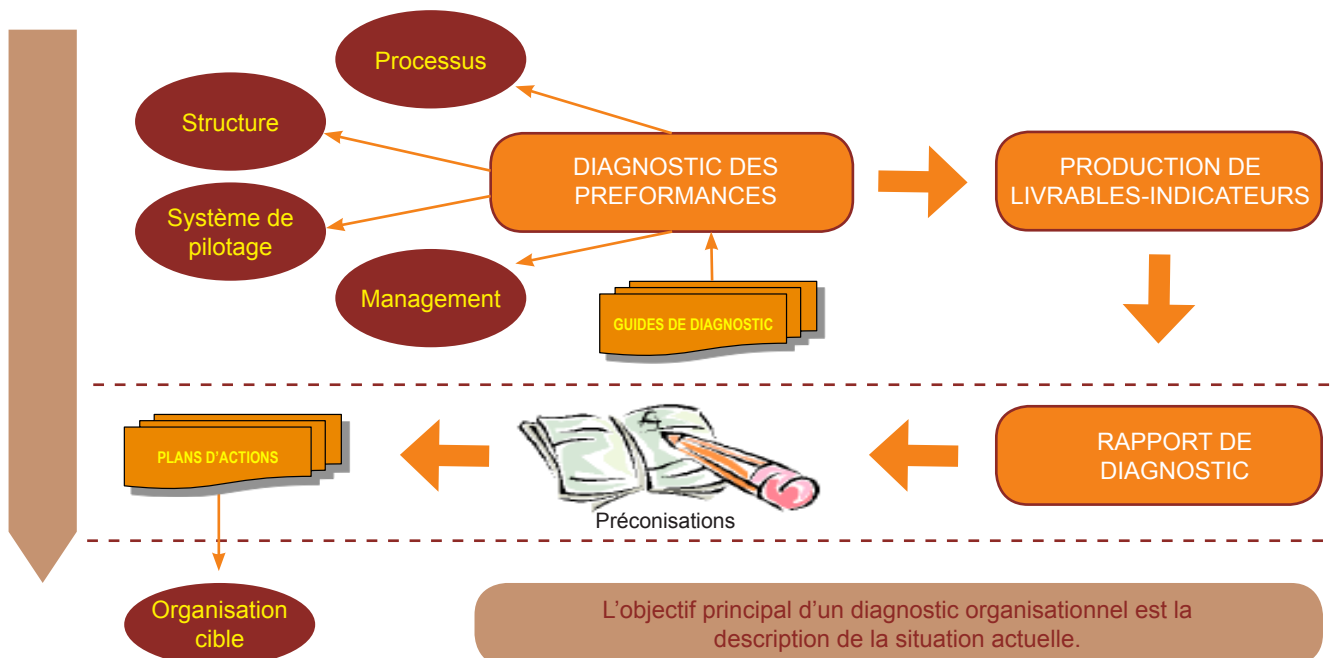 Processus
Structure
DIAGNOSTIC DES
PREFORMANCES
PRODUCTION DE
LIVRABLES-INDICATEURS
Système de
pilotage
Management
GUIDES DE DIAGNOSTIC
PLANS D’ACTIONS
Préconisations
RAPPORT DE
DIAGNOSTIC
Organisation
cible
L’objectif principal d’un diagnostic organisationnel est la
description de la situation actuelle.